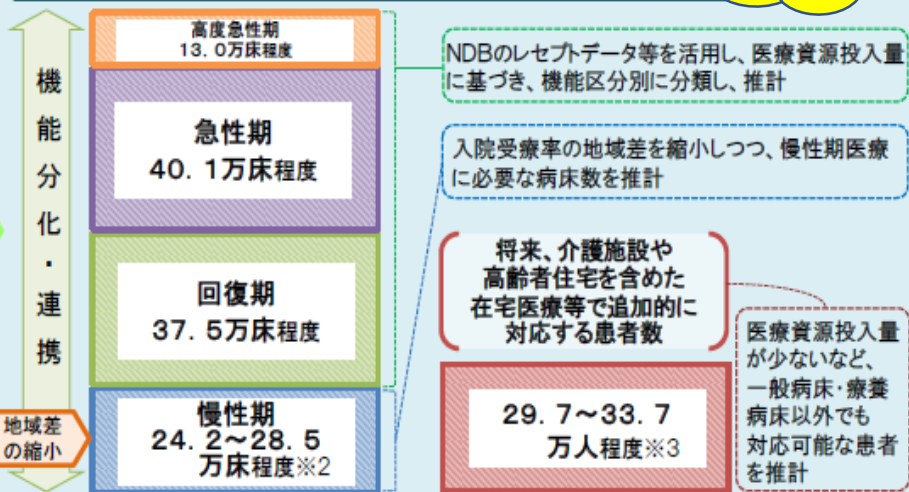 機能分化・連携
地域差
の縮小
高度急性期
13.0万床程度
急性期
40.1万床程度
回復期
37.5万床程度
慢性期
24.2～28.5
万床程度※2
NDBのレセプトデータ等を活用し、医療資源投入量
に基づき、機能区分別に分類し、推計
入院受療率の地域差を縮小しつつ、慢性期医療
に必要な病床数を推計
将来、介護施設や
高齢者住宅を含めた
在宅医療等で追加的に
対応する患者数
29.7～33.7
万人程度※3
医療資源投入量
が少ないなど、
一般病床・療養
病床以外でも
対応可能な患者
を推計